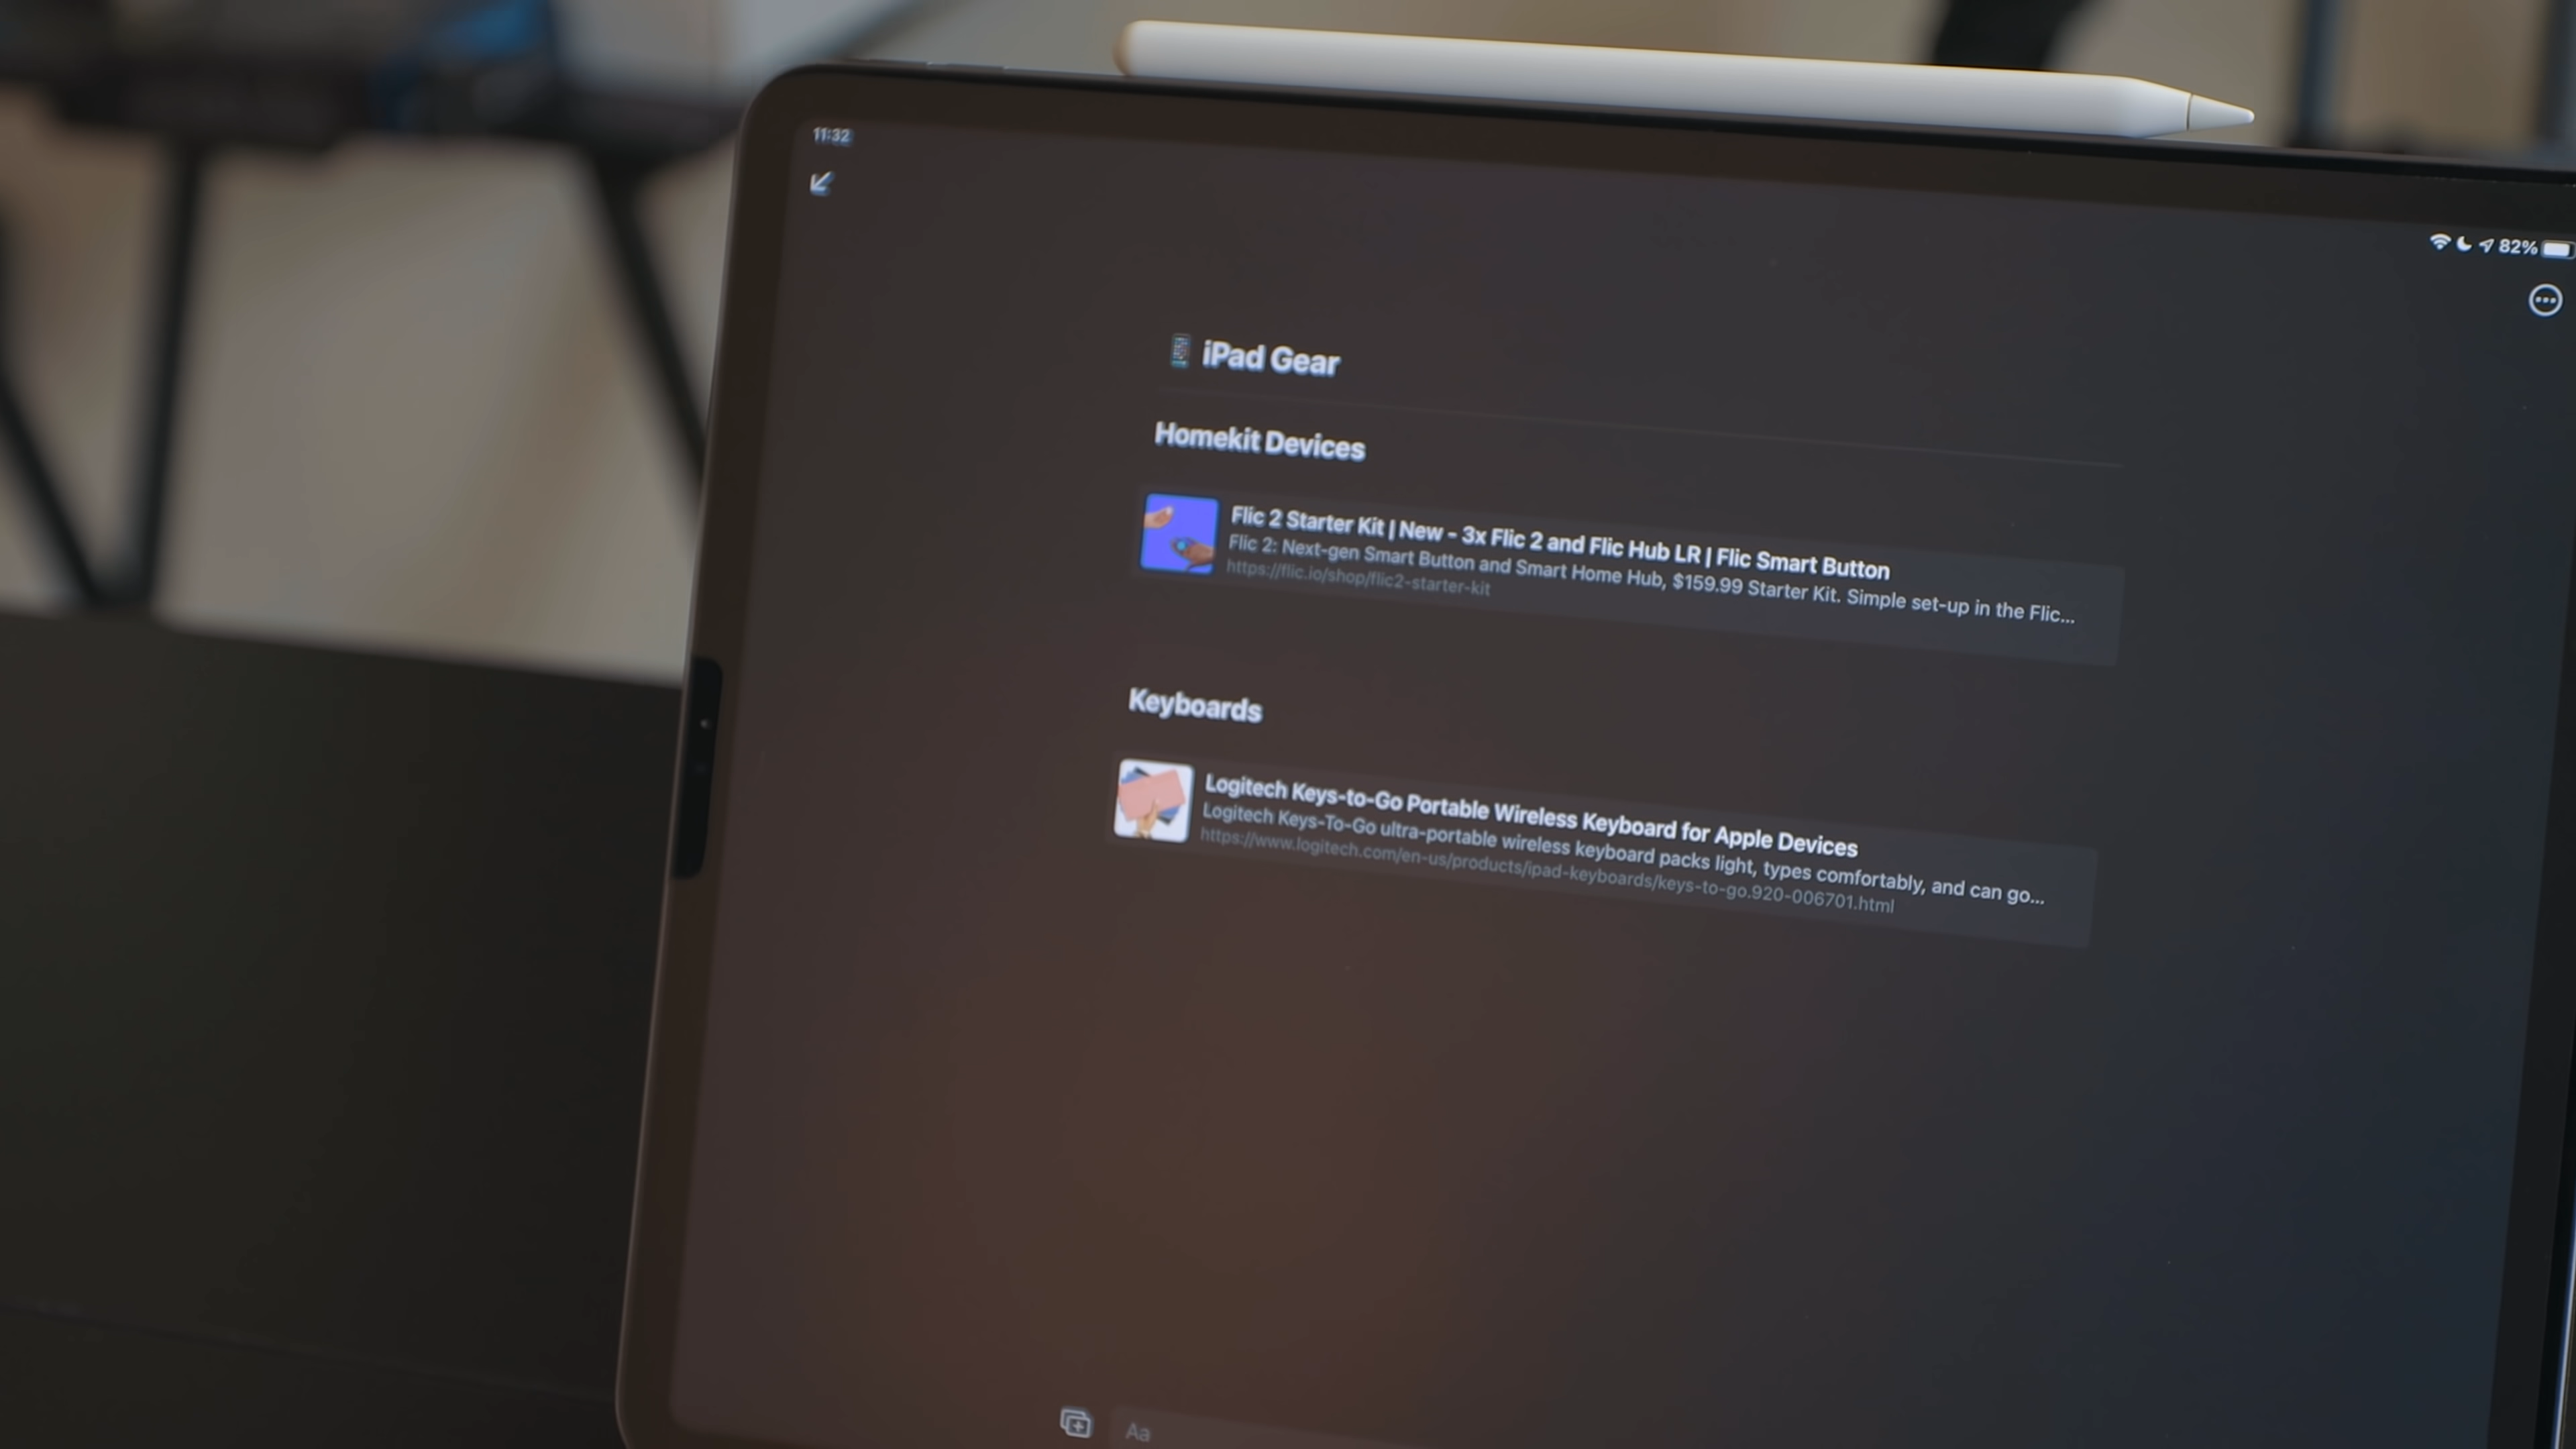 11:32
82%
iPad Gear
Homekit Devices
Flic 2 Starter Kit | New - 3x Flic 2 and Flic Hub LR | Flic Smart Button
Flic 2: Next-gen Smart Button and Smart Home Hub, $159.99 Starter Kit. Simple set-up in the Flic...
https://flic.io/shop/flic2-starter-kit
Keyboards
Logitech Keys-to-Go Portable Wireless Keyboard for Apple Devices
Logitech Keys-To-Go ultra-portable wireless keyboard packs light, types comfortably, and can go...
https://www.logitech.com/en-us/products/ipad-keyboards/keys-to-go.920-006701.html
Aa